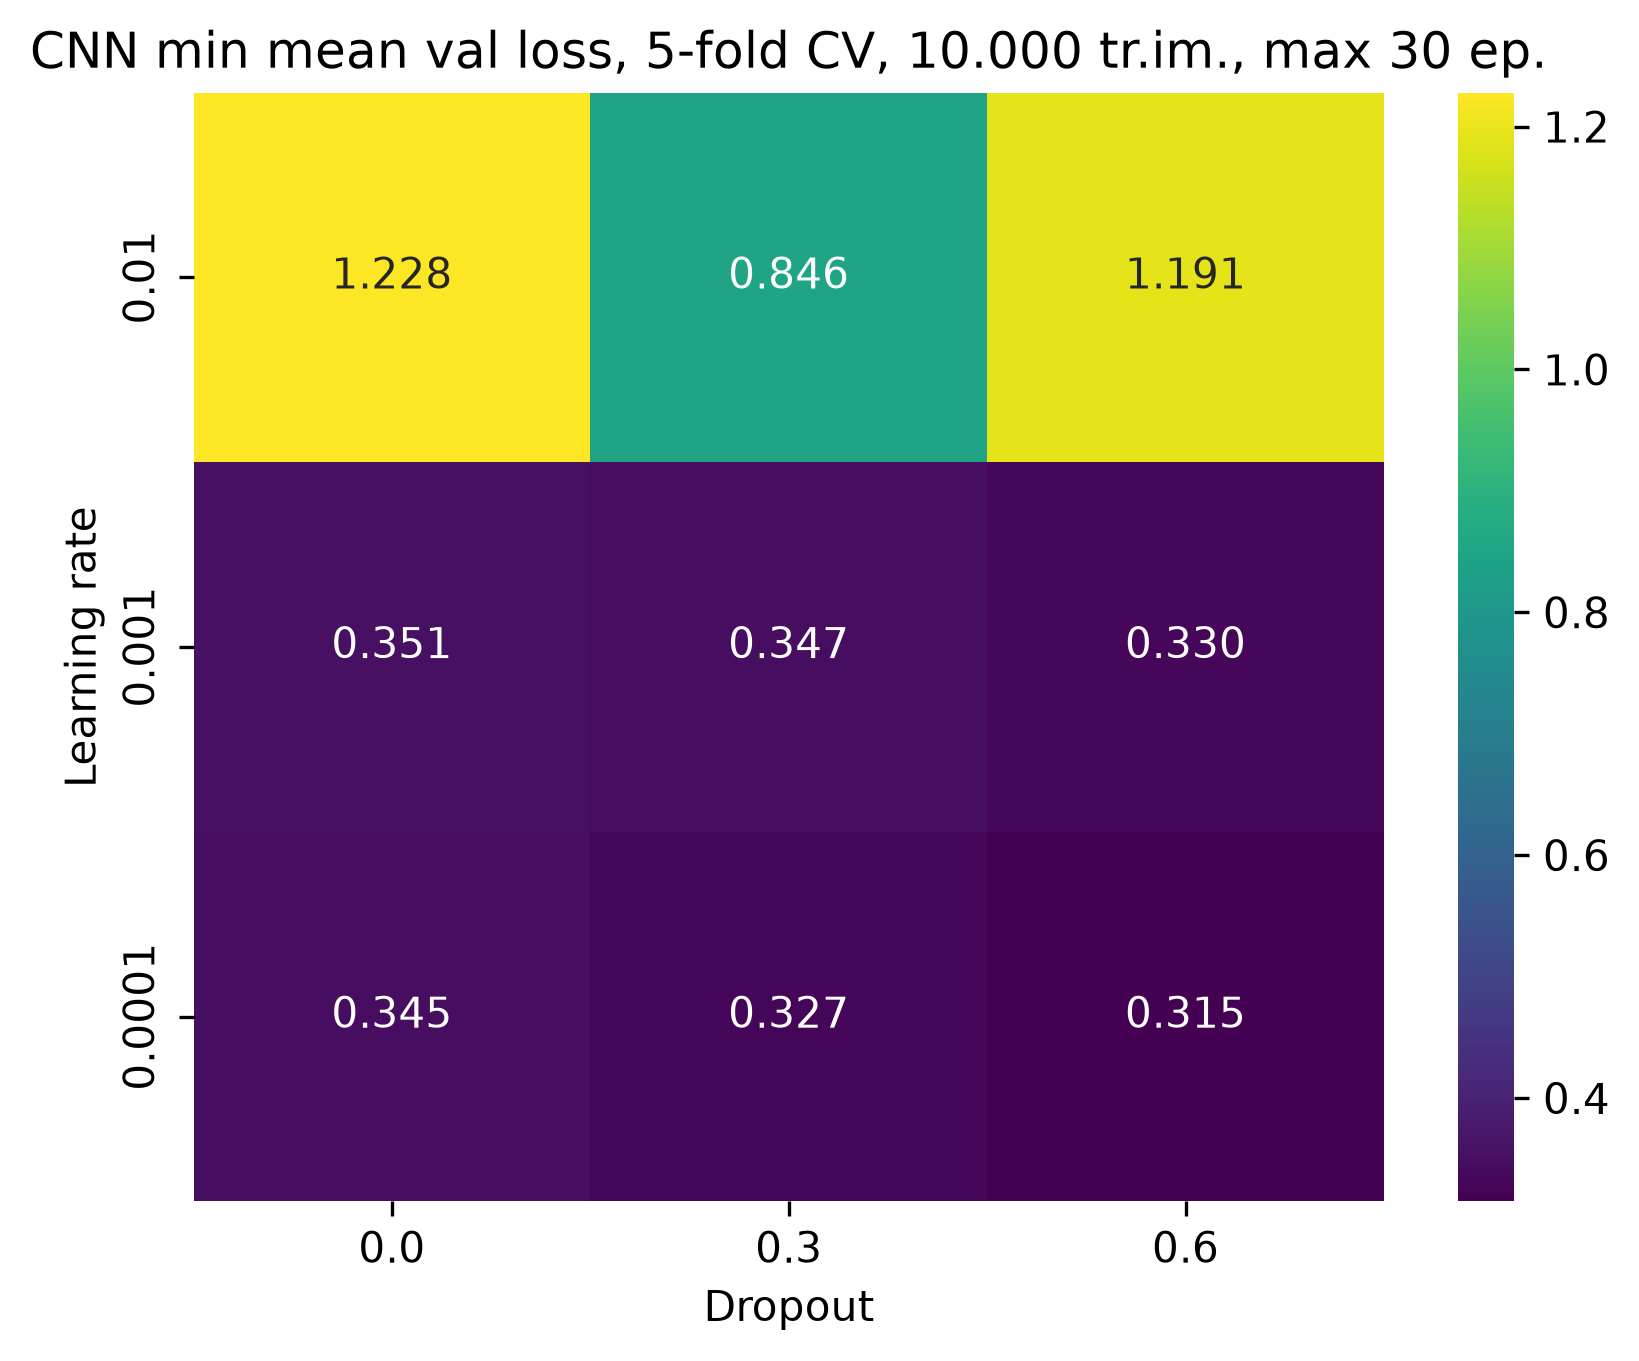 CNN min mean val loss, 5-fold CV, 10.000 tr.im., max 30 ep.
Learning rate
0.01
1.228 0.846 1.191
0.001
0.351 0.347 0.330
0.0001
0.345 0.327 0.315
0.0 0.3 0.6
Dropout
1.2
1.0
0.8
0.6
0.4